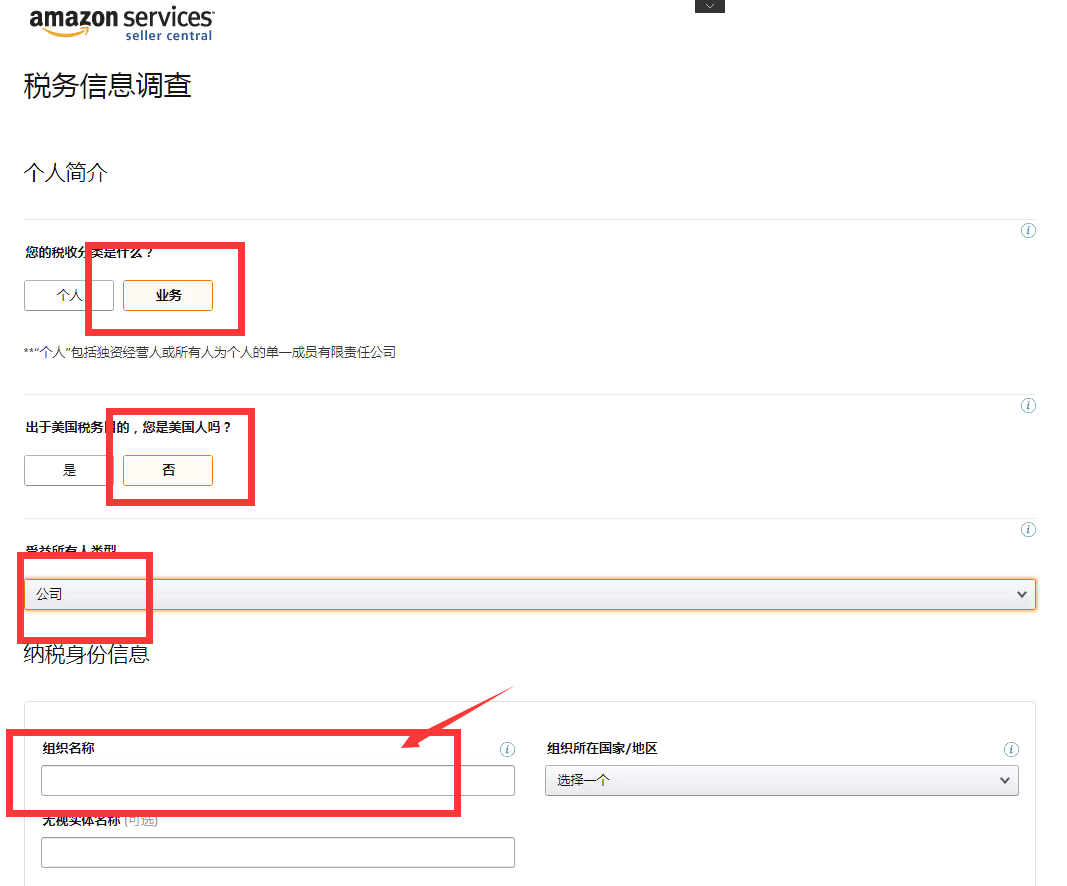 amazon services
seller central
税务信息调查
个人简介
您的税收分类是什么？
个人
业务
**“个人”包括独资经营人或所有人为个人的单一成员有限责任公司
出于美国税务目的，您是美国人吗？
是
否
受益所有人类型
公司
纳税身份信息
组织名称
组织所在国家/地区
选择一个
无视实体名称 (可选)